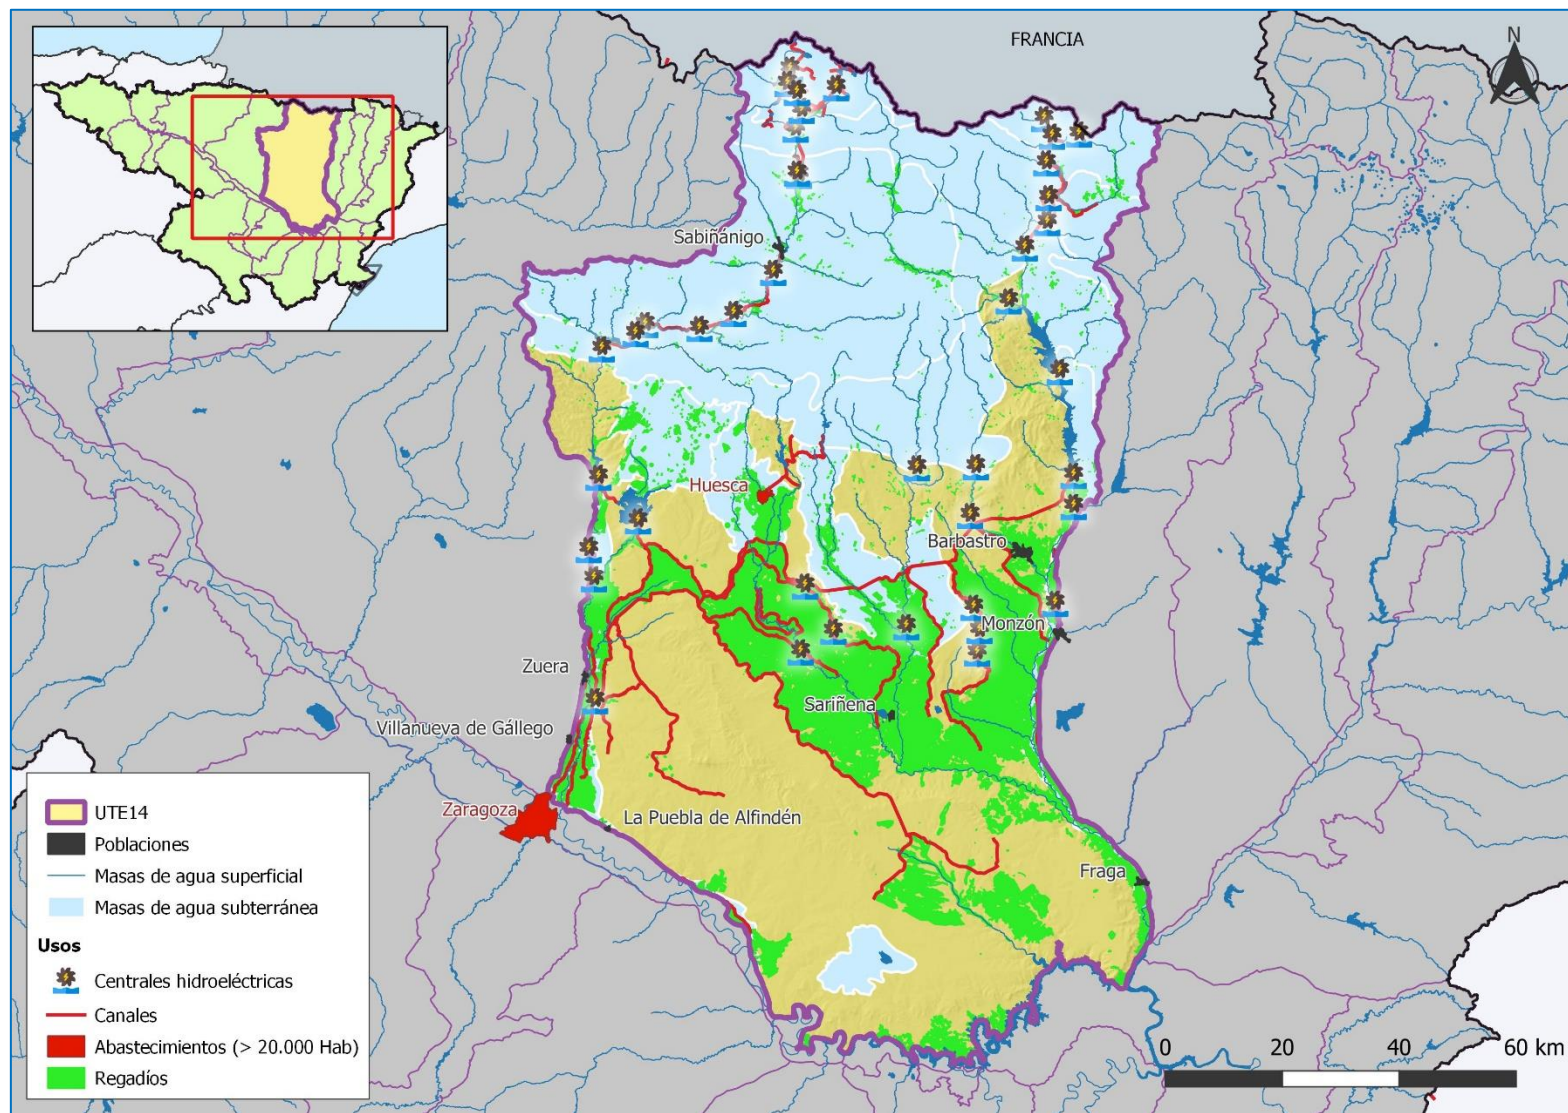 FRANCIA
N
Sabiñánigo
Huesca
Barbastro
Monzón
Zuera
Sariñena
Villanueva de Gállego
Zaragoza
La Puebla de Alfindén
Fraga
UTE14
Poblaciones
Masas de agua superficial
Masas de agua subterránea
Usos
Centrales hidroeléctricas
Canales
Abastecimientos (> 20.000 Hab)
Regadíos
0 20 40 60 km